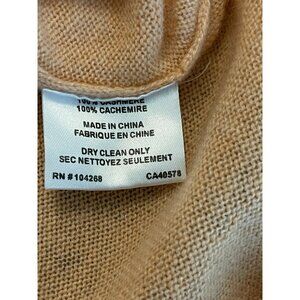 100% CASHMERE
100% CACHEMIRE
MADE IN CHINA
FABRIQUE EN CHINE
DRY CLEAN ONLY
SEC NETTOYEZ SEULEMENT
RN # 104268 CA40578